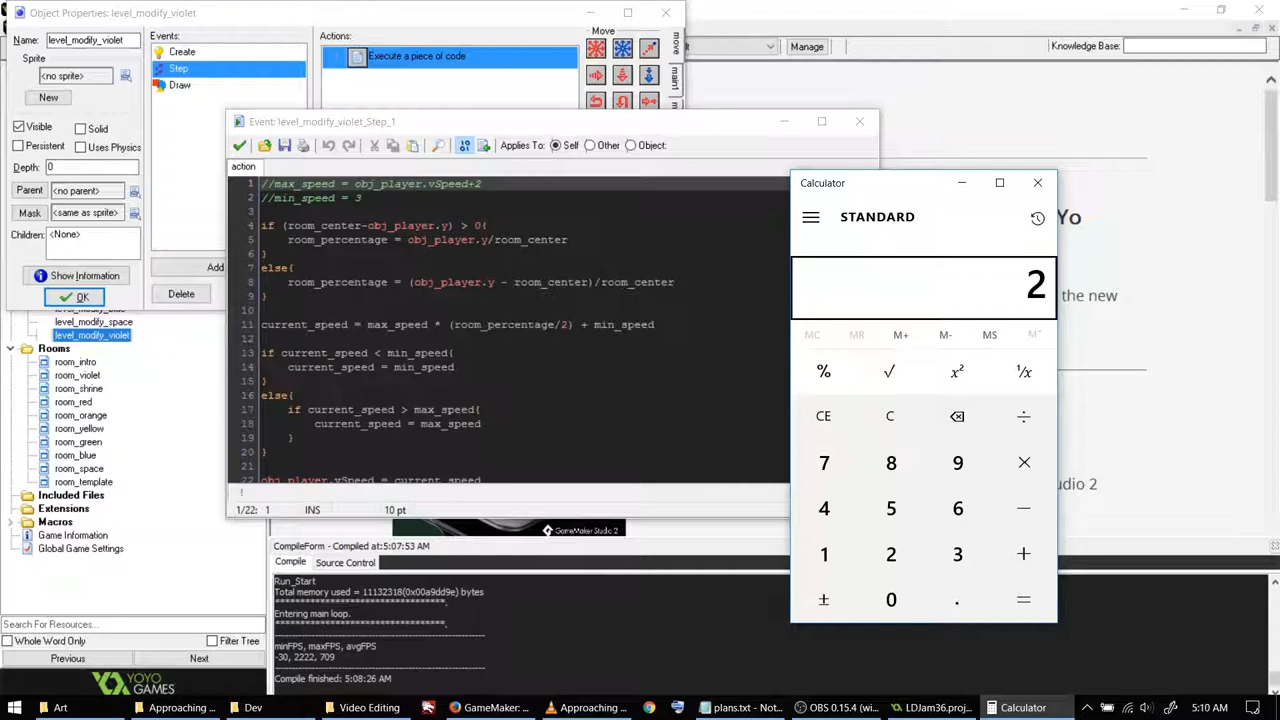 Object Properties: level_modify_violet
Name: level_modify_violet
Sprite
<no sprite>
New
Visible
Solid
Persistent
Uses Physics
Depth: 0
Parent <no parent>
Mask <same as sprite>
Children: <None>
Show Information
OK
Events:
Create
Step
Draw
Add
Delete
Actions:
Execute a piece of code
Move
move
main1
Manage
Knowledge Base:
Event: level_modify_violet_Step_1
Applies To: Self Other Object:
action
1 //max_speed = obj_player.vSpeed+2
2 //min_speed = 3
3
4 if (room_center-obj_player.y) > 0{
5 room_percentage = obj_player.y/room_center
6 }
7 else{
8 room_percentage = (obj_player.y - room_center)/room_center
9 }
10
11 current_speed = max_speed * (room_percentage/2) + min_speed
12
13 if current_speed < min_speed{
14 current_speed = min_speed
15 }
16 else{
17 if current_speed > max_speed{
18 current_speed = max_speed
19 }
20 }
21
22 obj_player.vSpeed = current_speed
1/22: 1 INS 10 pt
Calculator
STANDARD
2
MC MR M+ M- MS M˅
% √ x² ¹/x
CE C ÷
7 8 9 ×
4 5 6 −
1 2 3 +
± 0 . =
Yo
the new
udio 2
level_modify_space
level_modify_violet
Rooms
room_intro
room_violet
room_shrine
room_red
room_orange
room_yellow
room_green
room_blue
room_space
room_template
Included Files
Extensions
Macros
Game Information
Global Game Settings
Search For Resources...
Whole Word Only
Filter Tree
Previous
Next
YOYO
GAMES
GameMaker Studio 2
CompileForm - Compiled at:5:07:53 AM
Compile Source Control
Run_Start
Total memory used = 11132318(0x00a9dd9e) bytes
Entering main loop.
minFPS, maxFPS, avgFPS
-30, 2222, 709
Compile finished: 5:08:26 AM
Art
Approaching ...
Dev
Video Editing
GameMaker: ...
Approaching ...
plans.txt - Not...
OBS 0.15.4 (wi...
LDJam36.proj...
Calculator
5:10 AM